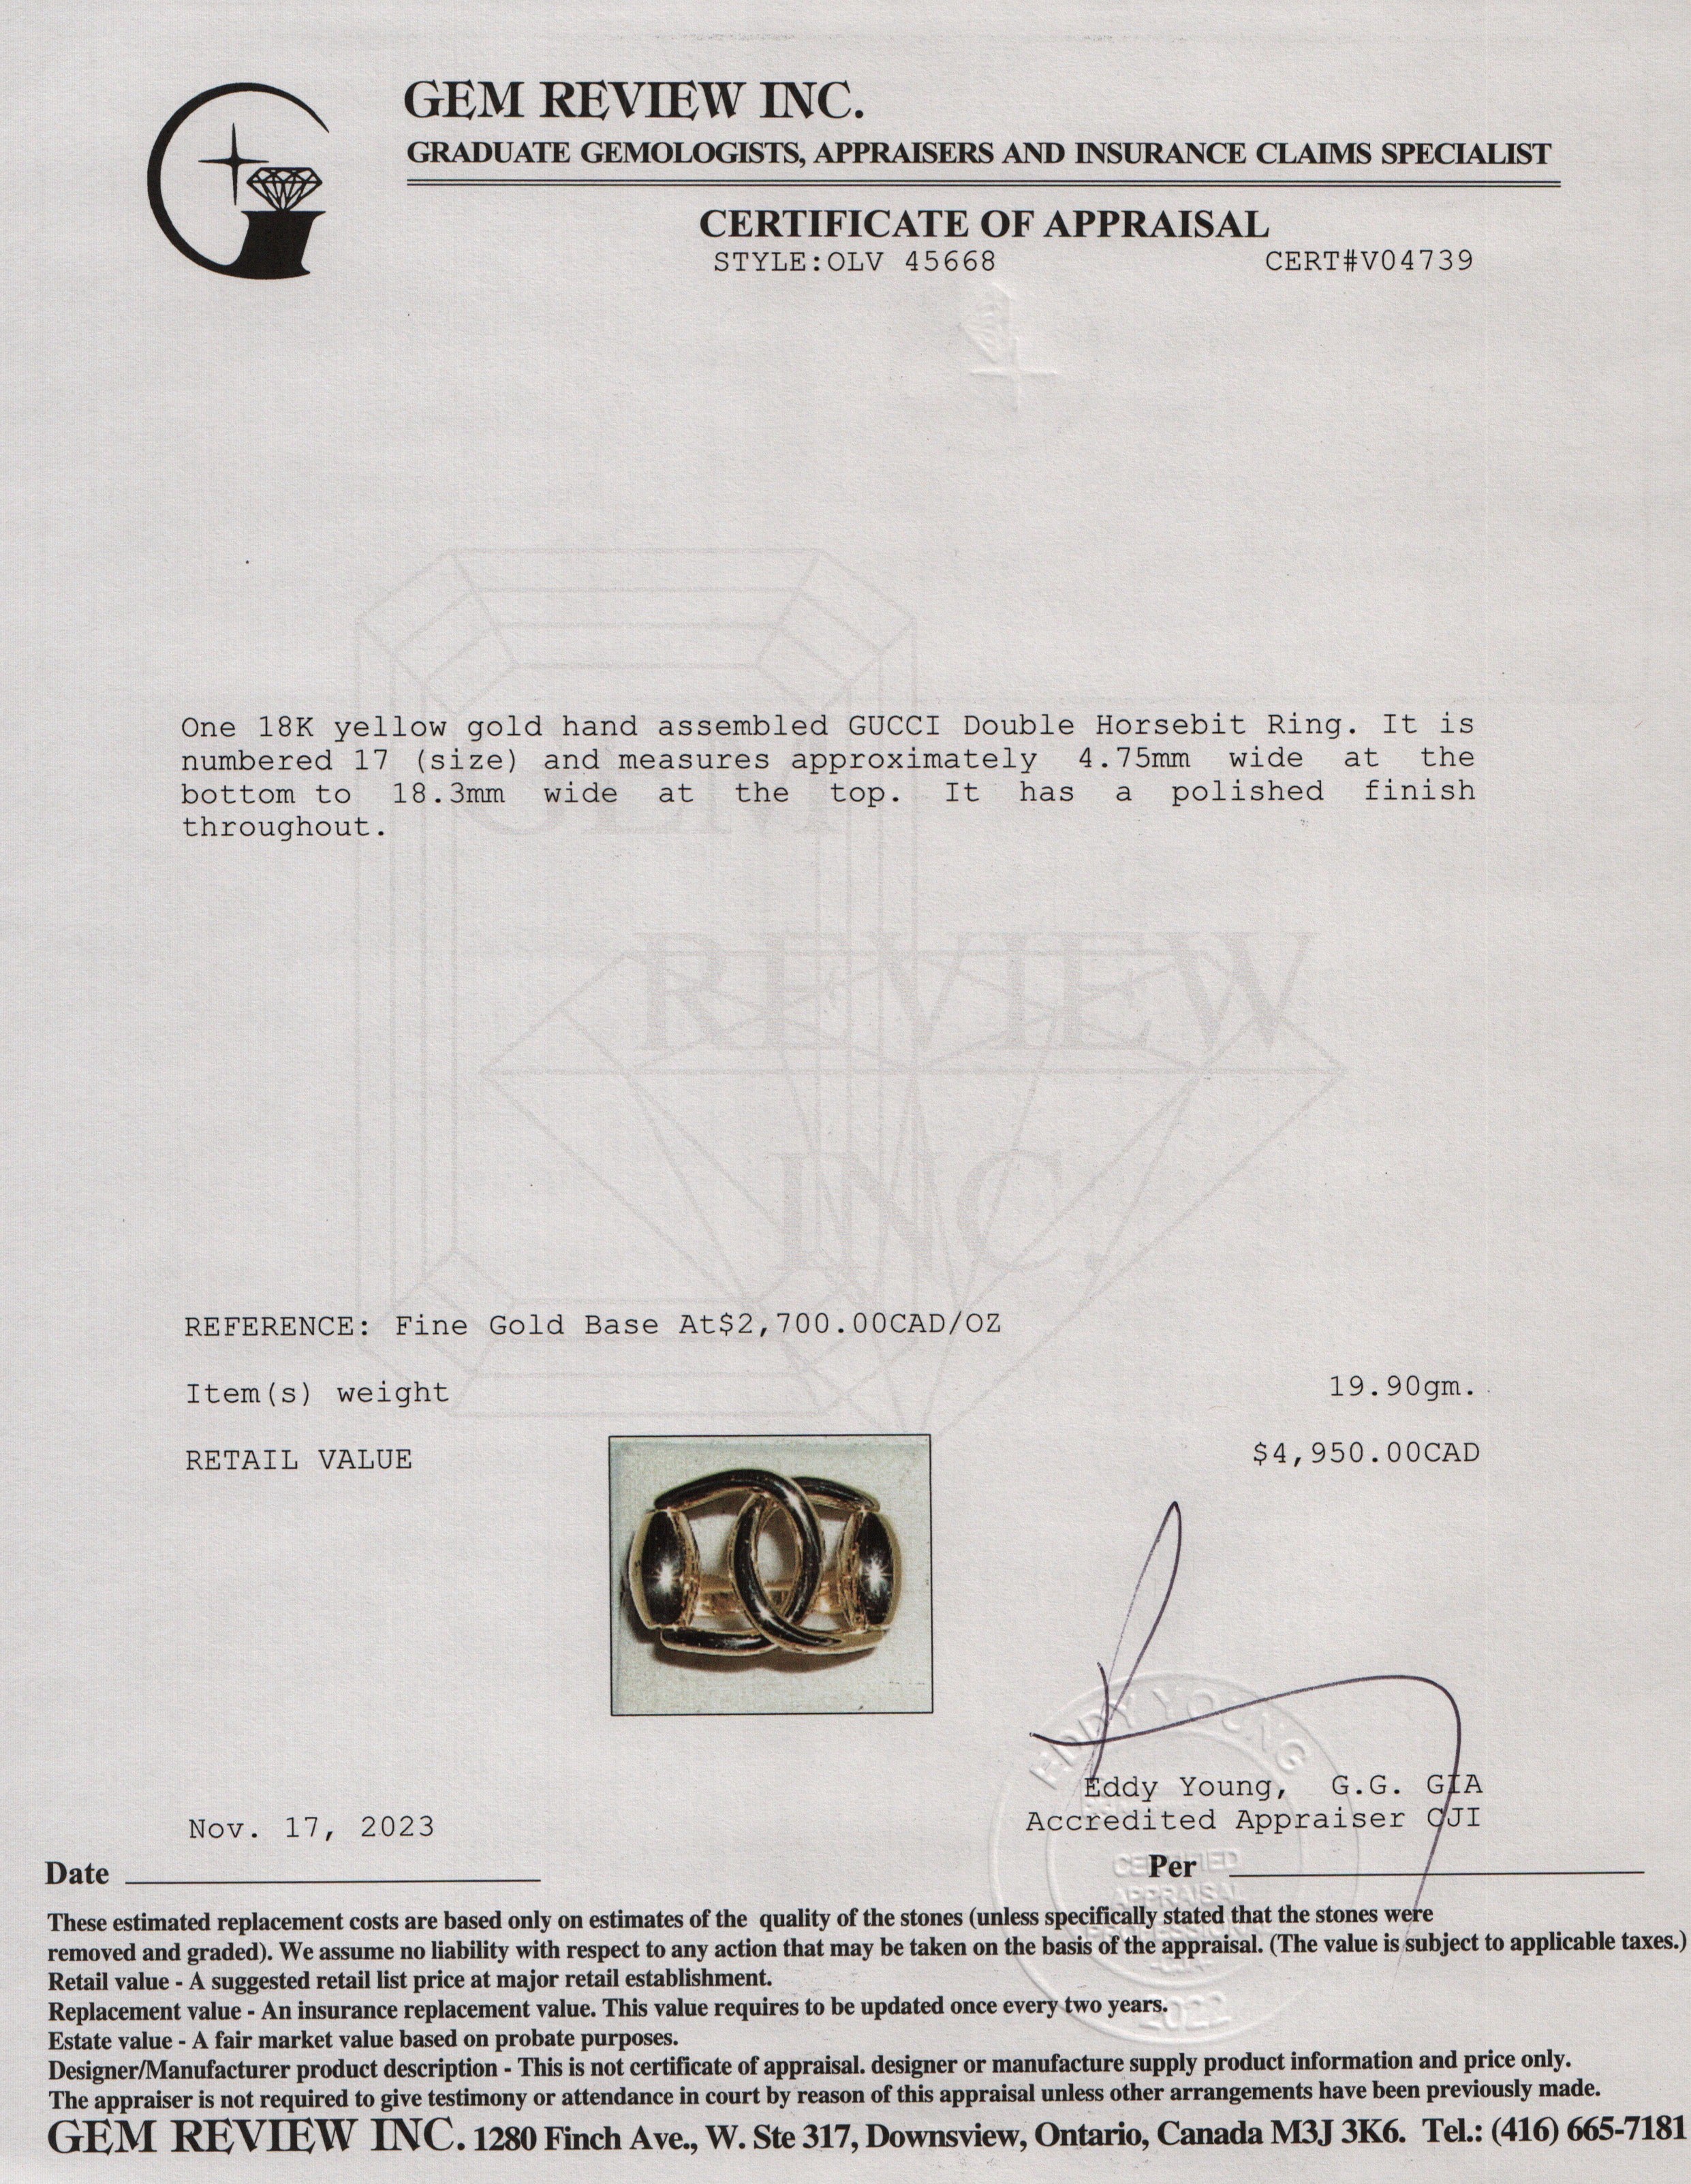 GEM REVIEW INC.
GRADUATE GEMOLOGISTS, APPRAISERS AND INSURANCE CLAIMS SPECIALIST
CERTIFICATE OF APPRAISAL
STYLE:OLV 45668 CERT#V04739
One 18K yellow gold hand assembled GUCCI Double Horsebit Ring. It is
numbered 17 (size) and measures approximately 4.75mm wide at the
bottom to 18.3mm wide at the top. It has a polished finish
throughout.
GEM
REVIEW
INC.
REFERENCE: Fine Gold Base At$2,700.00CAD/OZ
Item(s) weight 19.90gm.
RETAIL VALUE $4,950.00CAD
EDDY YOUNG
Eddy Young, G.G. GIA
Accredited Appraiser CJI
Nov. 17, 2023
Date
Per
CERTIFIED
APPRAISAL
PROFESSIONAL
2022
These estimated replacement costs are based only on estimates of the quality of the stones (unless specifically stated that the stones were
removed and graded). We assume no liability with respect to any action that may be taken on the basis of the appraisal. (The value is subject to applicable taxes.)
Retail value - A suggested retail list price at major retail establishment.
Replacement value - An insurance replacement value. This value requires to be updated once every two years.
Estate value - A fair market value based on probate purposes.
Designer/Manufacturer product description - This is not certificate of appraisal. designer or manufacture supply product information and price only.
The appraiser is not required to give testimony or attendance in court by reason of this appraisal unless other arrangements have been previously made.
GEM REVIEW INC. 1280 Finch Ave., W. Ste 317, Downsview, Ontario, Canada M3J 3K6. Tel.: (416) 665-7181